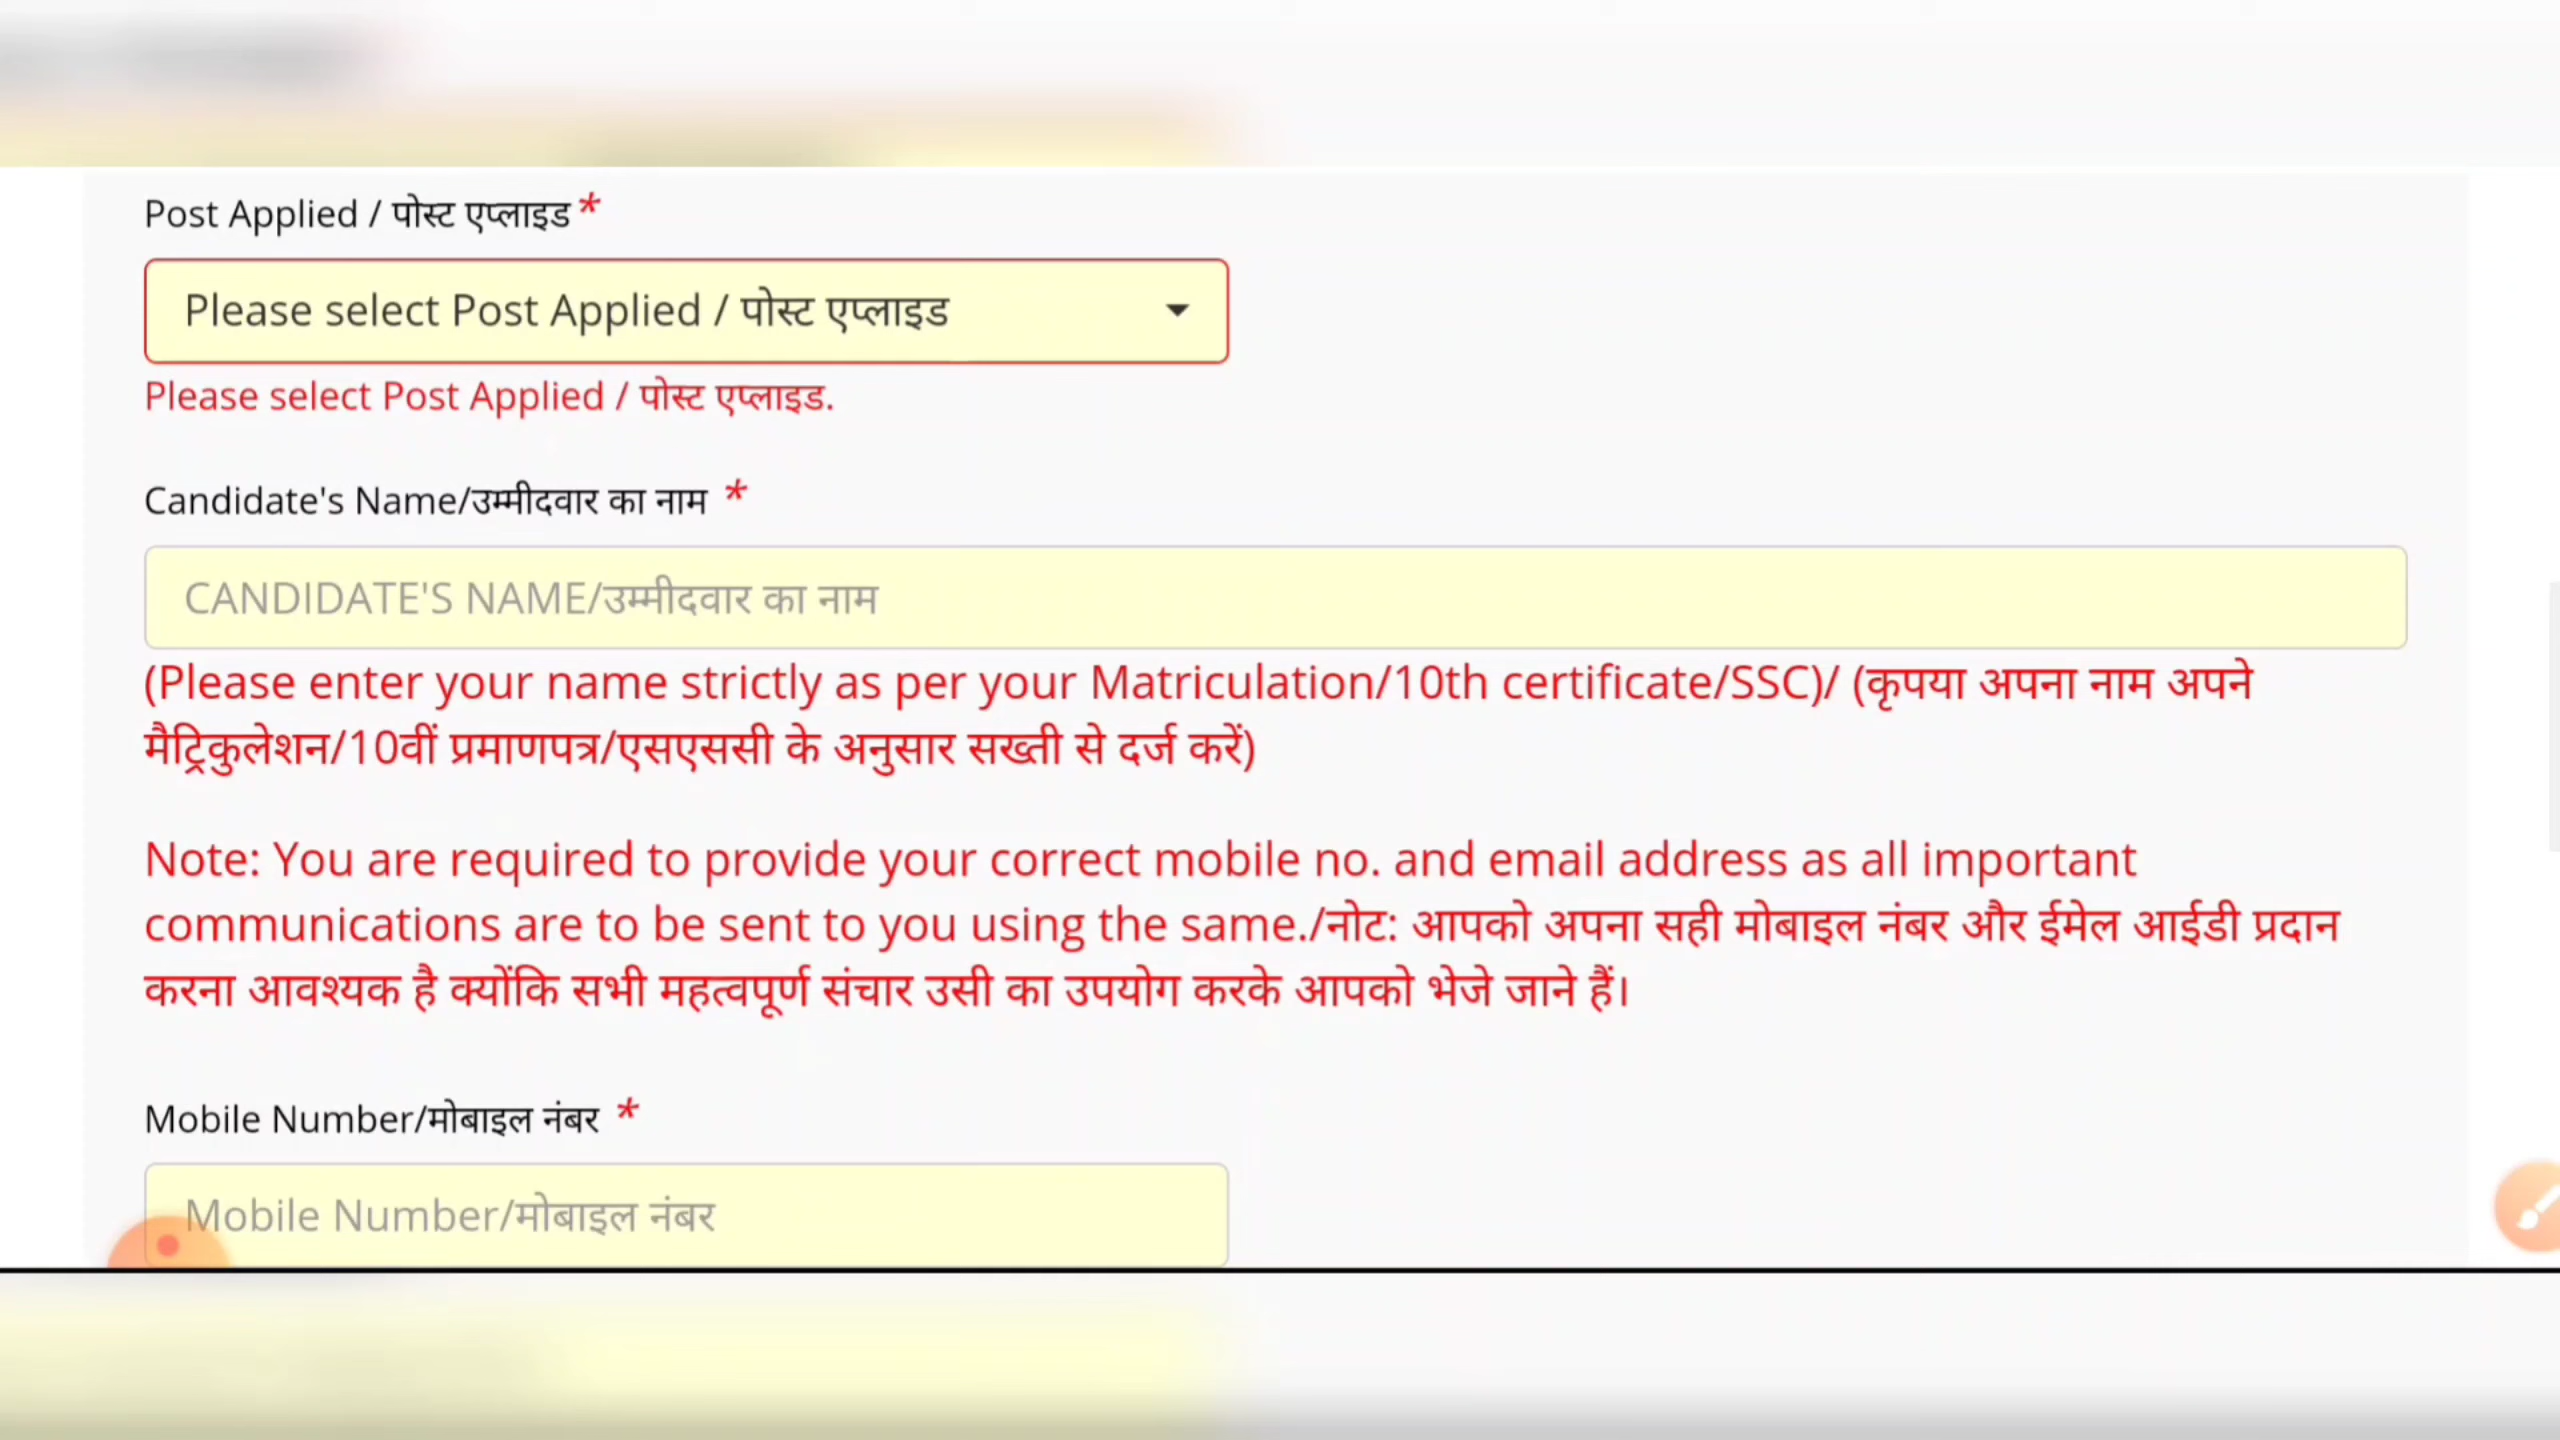 Post Applied / पोस्ट एप्लाइड *
Please select Post Applied / पोस्ट एप्लाइड
Please select Post Applied / पोस्ट एप्लाइड.
Candidate's Name/उम्मीदवार का नाम *
CANDIDATE'S NAME/उम्मीदवार का नाम
(Please enter your name strictly as per your Matriculation/10th certificate/SSC)/ (कृपया अपना नाम अपने
मैट्रिकुलेशन/10वीं प्रमाणपत्र/एसएससी के अनुसार सख्ती से दर्ज करें)
Note: You are required to provide your correct mobile no. and email address as all important
communications are to be sent to you using the same./नोट: आपको अपना सही मोबाइल नंबर और ईमेल आईडी प्रदान
करना आवश्यक है क्योंकि सभी महत्वपूर्ण संचार उसी का उपयोग करके आपको भेजे जाने हैं।
Mobile Number/मोबाइल नंबर *
Mobile Number/मोबाइल नंबर